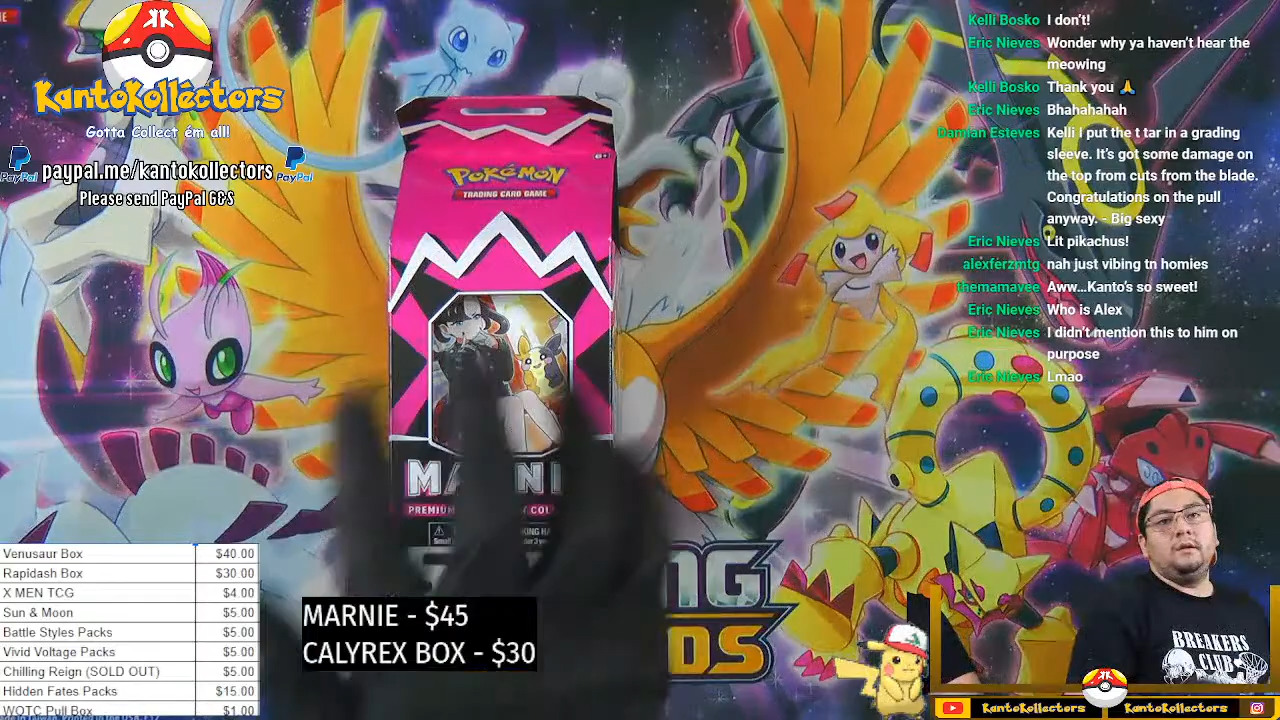 KantoKollectors
Gotta Collect ém all!
PayPal paypal.me/kantokollectors PayPal
Please send PayPal G&S
POKéMON
TRADING CARD GAME
PREMIUM
Kelli Bosko I don't!
Eric Nieves Wonder why ya haven't hear the
meowing
Kelli Bosko Thank you 🙏
Eric Nieves Bhahahahah
Damian Esteves Kelli I put the t tar in a grading
sleeve. It's got some damage on
the top from cuts from the blade.
Congratulations on the pull
anyway. - Big sexy
Eric Nieves Lit pikachus!
alexferzmtg nah just vibing tn homies
themamavee Aww...Kanto's so sweet!
Eric Nieves Who is Alex
Eric Nieves I didn't mention this to him on
purpose
Eric Nieves Lmao
Venusaur Box $40.00
Rapidash Box $30.00
X MEN TCG $4.00
Sun & Moon $5.00
Battle Styles Packs $5.00
Vivid Voltage Packs $5.00
Chilling Reign (SOLD OUT) $5.00
Hidden Fates Packs $15.00
WOTC Pull Box $1.00
MARNIE - $45
CALYREX BOX - $30
BREAKERS
CLUB
KantoKollectors KantoKollectors